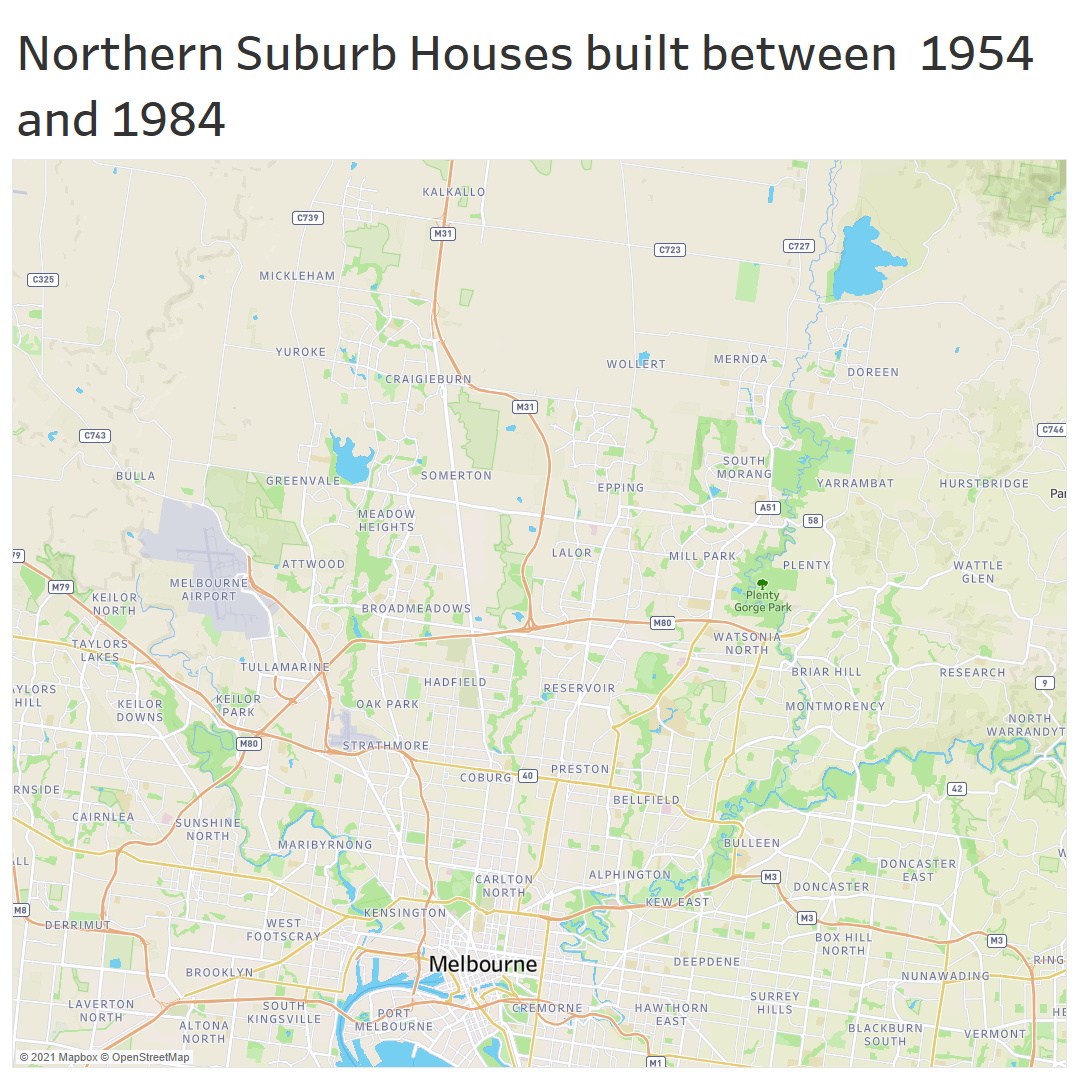 Northern Suburb Houses built between 1954
and 1984
KALKALLO
C739
M31
C723
C727
C325
MICKLEHAM
YUROKE
WOLLERT
MERNDA
DOREEN
CRAIGIEBURN
M31
C743
C746
BULLA
GREENVALE
SOMERTON
EPPING
SOUTH
MORANG
YARRAMBAT
HURSTBRIDGE
Pa
A51
58
MEADOW
HEIGHTS
79
ATTWOOD
LALOR
MILL PARK
PLENTY
WATTLE
GLEN
M79
MELBOURNE
AIRPORT
KEILOR
NORTH
Plenty
Gorge Park
BROADMEADOWS
M80
WATSONIA
NORTH
TAYLORS
LAKES
TULLAMARINE
BRIAR HILL
RESEARCH
9
HADFIELD
RESERVOIR
AYLORS
HILL
KEILOR
DOWNS
KEILOR
PARK
OAK PARK
MONTMORENCY
NORTH
WARRANDYT
M80
STRATHMORE
COBURG
40
PRESTON
RNSIDE
42
BELLFIELD
CAIRNLEA
SUNSHINE
NORTH
MARIBYRNONG
BULLEEN
ALL
W
DONCASTER
EAST
ALPHINGTON
M3
CARLTON
NORTH
DONCASTER
KEW EAST
M8
KENSINGTON
M3
DERRIMUT
WEST
FOOTSCRAY
BOX HILL
NORTH
M3
Melbourne
DEEPDENE
RING
BROOKLYN
NUNAWADING
LAVERTON
NORTH
SOUTH
KINGSVILLE
PORT
MELBOURNE
CREMORNE
HAWTHORN
EAST
SURREY
HILLS
HE
ALTONA
NORTH
BLACKBURN
SOUTH
VERMONT
M1
© 2021 Mapbox © OpenStreetMap